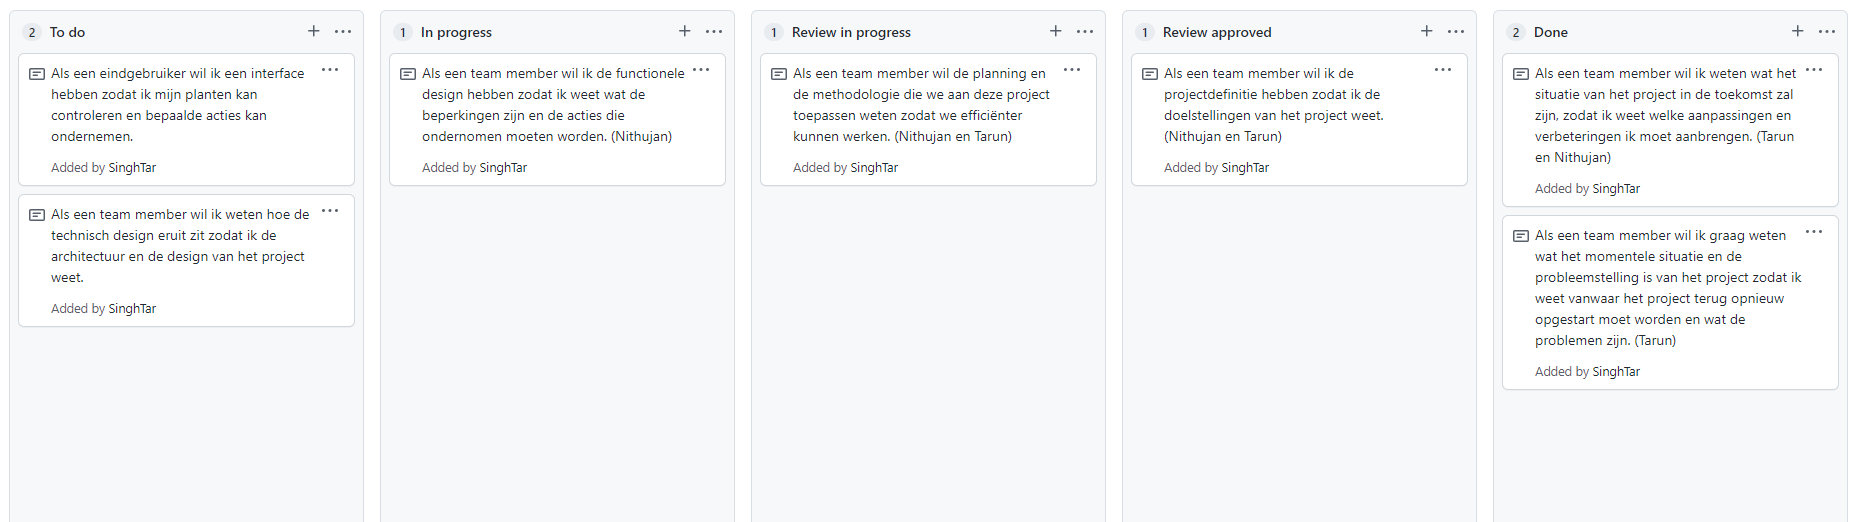 2 To do
Als een eindgebruiker wil ik een interface
hebben zodat ik mijn planten kan
controleren en bepaalde acties kan
ondernemen.
Added by SinghTar
Als een team member wil ik weten hoe de
technisch design eruit zit zodat ik de
architectuur en de design van het project
weet.
Added by SinghTar
1 In progress
Als een team member wil ik de functionele
design hebben zodat ik weet wat de
beperkingen zijn en de acties die
ondernomen moeten worden. (Nithujan)
Added by SinghTar
1 Review in progress
Als een team member wil de planning en
de methodologie die we aan deze project
toepassen weten zodat we efficiënter
kunnen werken. (Nithujan en Tarun)
Added by SinghTar
1 Review approved
Als een team member wil ik de
projectdefinitie hebben zodat ik de
doelstellingen van het project weet.
(Nithujan en Tarun)
Added by SinghTar
2 Done
Als een team member wil ik weten wat het
situatie van het project in de toekomst zal
zijn, zodat ik weet welke aanpassingen en
verbeteringen ik moet aanbrengen. (Tarun
en Nithujan)
Added by SinghTar
Als een team member wil ik graag weten
wat het momentele situatie en de
probleemstelling is van het project zodat ik
weet vanwaar het project terug opnieuw
opgestart moet worden en wat de
problemen zijn. (Tarun)
Added by SinghTar